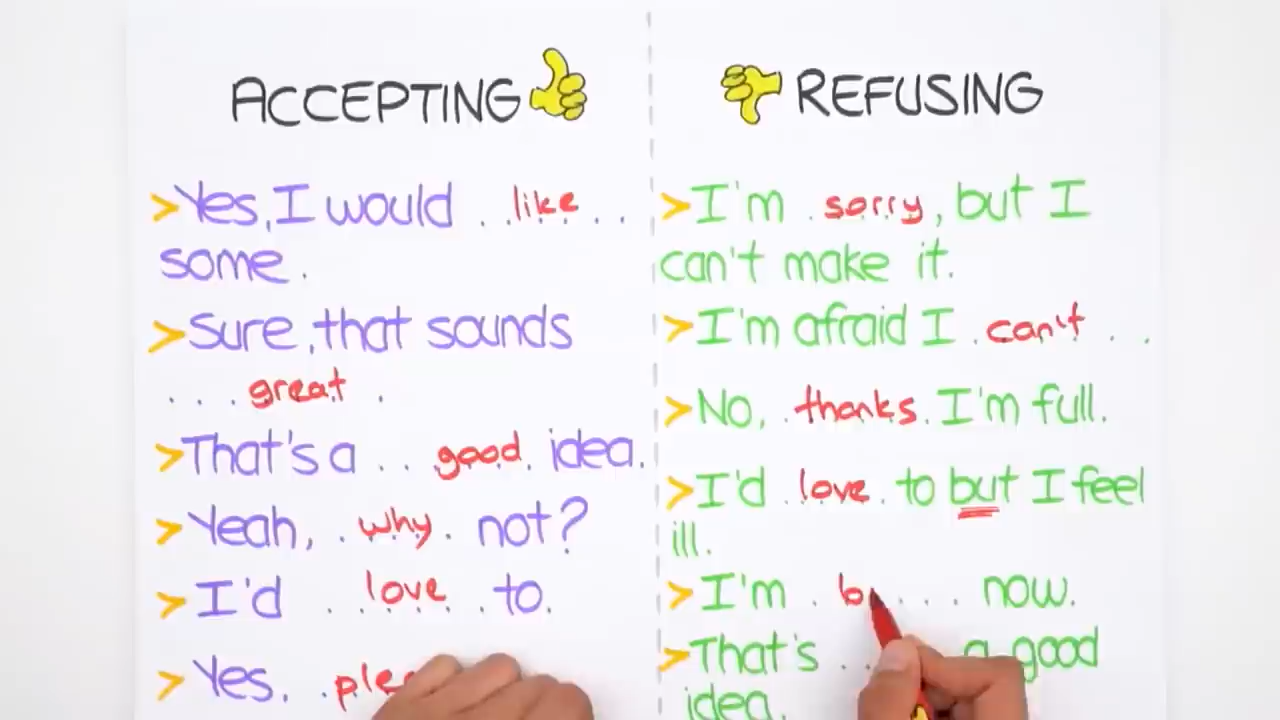 ACCEPTING
Yes, I would like
some.
Sure, that sounds
great.
That's a good idea.
Yeah, why not?
I'd love to.
Yes,
REFUSING
I'm sorry, but I
can't make it.
I'm afraid I can't
No, thanks. I'm full.
I'd love to but I feel
ill.
I'm b now.
That's a good
idea.